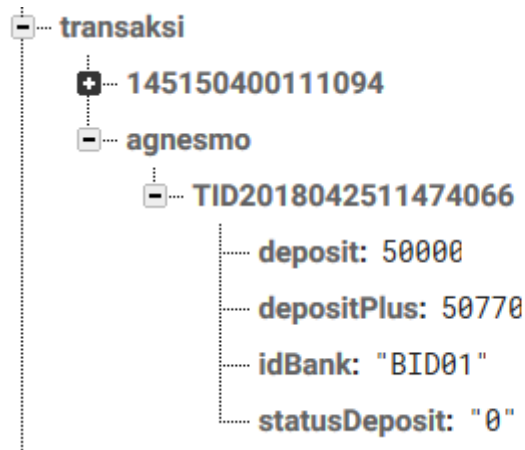 transaksi
145150400111094
agnesmo
TID2018042511474066
deposit: 50000
depositPlus: 50770
idBank: "BID01"
statusDeposit: "0"